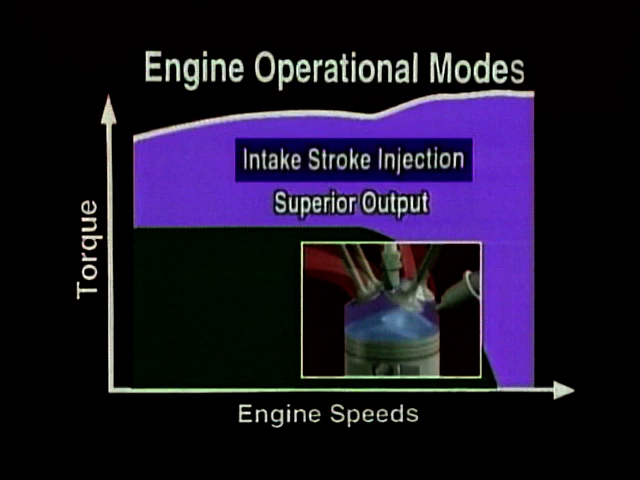 Engine Operational Modes
Intake Stroke Injection
Superior Output
Torque
Engine Speeds